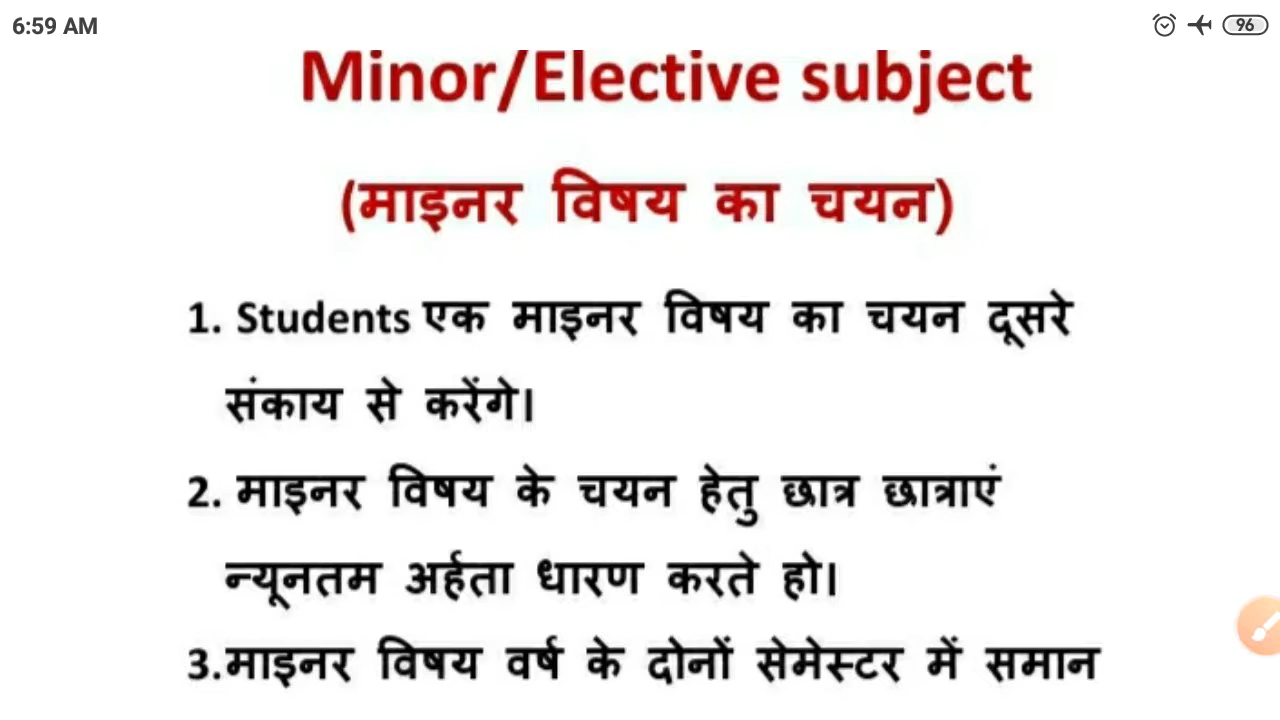 6:59 AM
96
Minor/Elective subject
(माइनर विषय का चयन)
1. Students एक माइनर विषय का चयन दूसरे
संकाय से करेंगे।
2. माइनर विषय के चयन हेतु छात्र छात्राएं
न्यूनतम अर्हता धारण करते हो।
3.माइनर विषय वर्ष के दोनों सेमेस्टर में समान